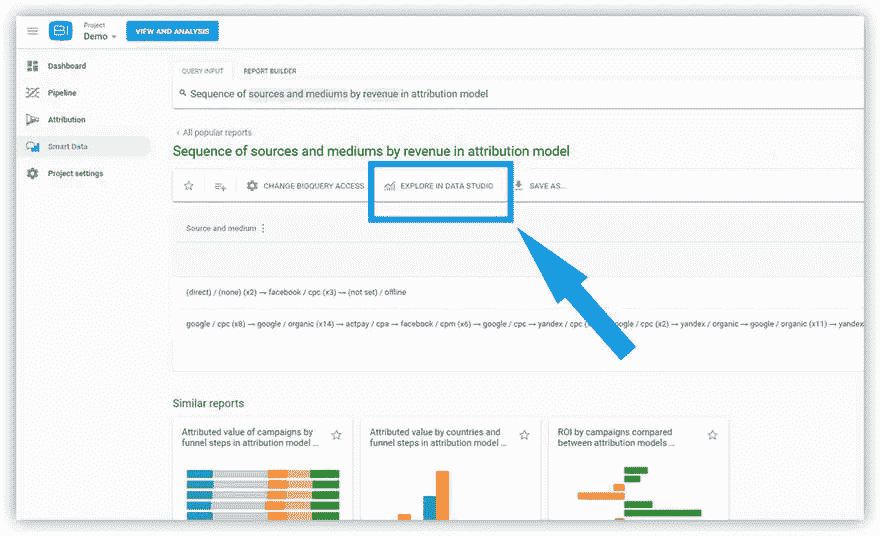 Project
BI
Demo
VIEW AND ANALYSIS
Dashboard
Pipeline
Attribution
Smart Data
Project settings
QUERY INPUT
REPORT BUILDER
Sequence of sources and mediums by revenue in attribution model
‹ All popular reports
Sequence of sources and mediums by revenue in attribution model
CHANGE BIGQUERY ACCESS
EXPLORE IN DATA STUDIO
SAVE AS...
Source and medium
(direct) / (none) (x2) → facebook / cpc (x3) → (not set) / offline
google / cpc (x8) → google / organic (x14) → actpay / cpa → facebook / cpm (x6) → google / cpc → yandex / cpc google / cpc (x2) → yandex / organic → google / organic (x11) → yandex
Similar reports
Attributed value of campaigns by
funnel steps in attribution model ...
Attributed value by countries and
funnel steps in attribution model ...
ROI by campaigns compared
between attribution models ...